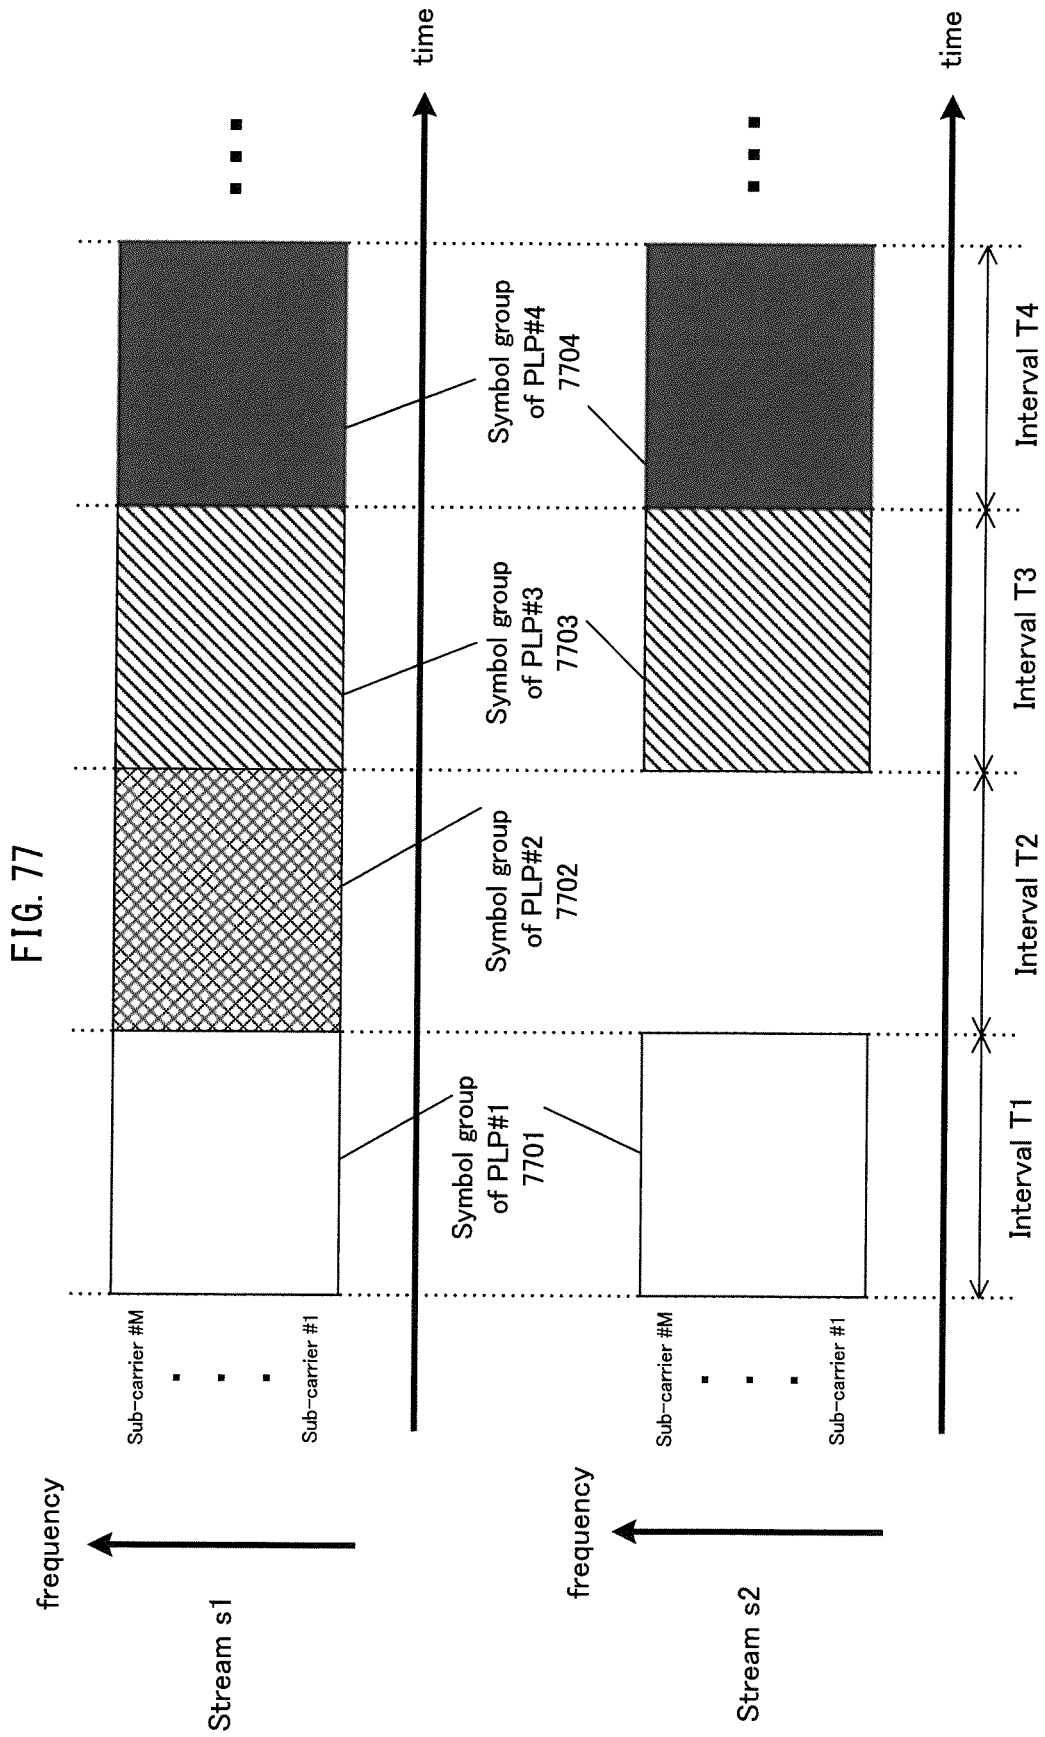 FIG. 77
frequency
Stream s1
Sub-carrier #M
Sub-carrier #1
time
Symbol group
of PLP#1
7701
Symbol group
of PLP#2
7702
Symbol group
of PLP#3
7703
Symbol group
of PLP#4
7704
frequency
Stream s2
Sub-carrier #M
Sub-carrier #1
time
Interval T1
Interval T2
Interval T3
Interval T4